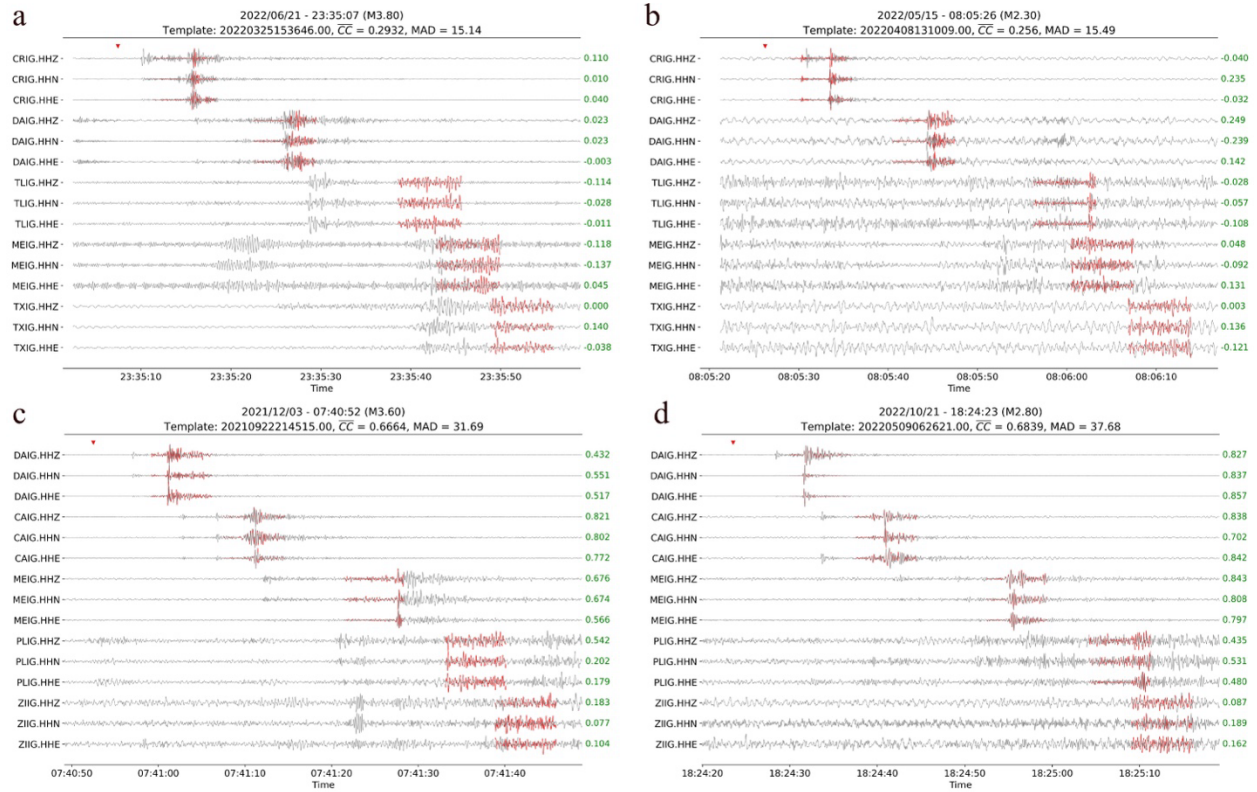 a
2022/06/21 - 23:35:07 (M3.80)
Template: 20220325153646.00, CC = 0.2932, MAD = 15.14
CRIG.HHZ 0.110
CRIG.HHN 0.010
CRIG.HHE 0.040
DAIG.HHZ 0.023
DAIG.HHN 0.023
DAIG.HHE -0.003
TLIG.HHZ -0.114
TLIG.HHN -0.028
TLIG.HHE -0.011
MEIG.HHZ -0.118
MEIG.HHN -0.137
MEIG.HHE 0.045
TXIG.HHZ 0.000
TXIG.HHN 0.140
TXIG.HHE -0.038
23:35:10 23:35:20 23:35:30 23:35:40 23:35:50
Time
b
2022/05/15 - 08:05:26 (M2.30)
Template: 20220408131009.00, CC = 0.256, MAD = 15.49
CRIG.HHZ -0.040
CRIG.HHN 0.235
CRIG.HHE -0.032
DAIG.HHZ 0.249
DAIG.HHN -0.239
DAIG.HHE 0.142
TLIG.HHZ -0.028
TLIG.HHN -0.057
TLIG.HHE -0.108
MEIG.HHZ 0.048
MEIG.HHN -0.092
MEIG.HHE 0.131
TXIG.HHZ 0.003
TXIG.HHN 0.136
TXIG.HHE -0.121
08:05:20 08:05:30 08:05:40 08:05:50 08:06:00 08:06:10
Time
c
2021/12/03 - 07:40:52 (M3.60)
Template: 20210922214515.00, CC = 0.6664, MAD = 31.69
DAIG.HHZ 0.432
DAIG.HHN 0.551
DAIG.HHE 0.517
CAIG.HHZ 0.821
CAIG.HHN 0.802
CAIG.HHE 0.772
MEIG.HHZ 0.676
MEIG.HHN 0.674
MEIG.HHE 0.566
PLIG.HHZ 0.542
PLIG.HHN 0.202
PLIG.HHE 0.179
ZIIG.HHZ 0.183
ZIIG.HHN 0.077
ZIIG.HHE 0.104
07:40:50 07:41:00 07:41:10 07:41:20 07:41:30 07:41:40
Time
d
2022/10/21 - 18:24:23 (M2.80)
Template: 20220509062621.00, CC = 0.6839, MAD = 37.68
DAIG.HHZ 0.827
DAIG.HHN 0.837
DAIG.HHE 0.857
CAIG.HHZ 0.838
CAIG.HHN 0.702
CAIG.HHE 0.842
MEIG.HHZ 0.843
MEIG.HHN 0.808
MEIG.HHE 0.797
PLIG.HHZ 0.435
PLIG.HHN 0.531
PLIG.HHE 0.480
ZIIG.HHZ 0.087
ZIIG.HHN 0.189
ZIIG.HHE 0.162
18:24:20 18:24:30 18:24:40 18:24:50 18:25:00 18:25:10
Time